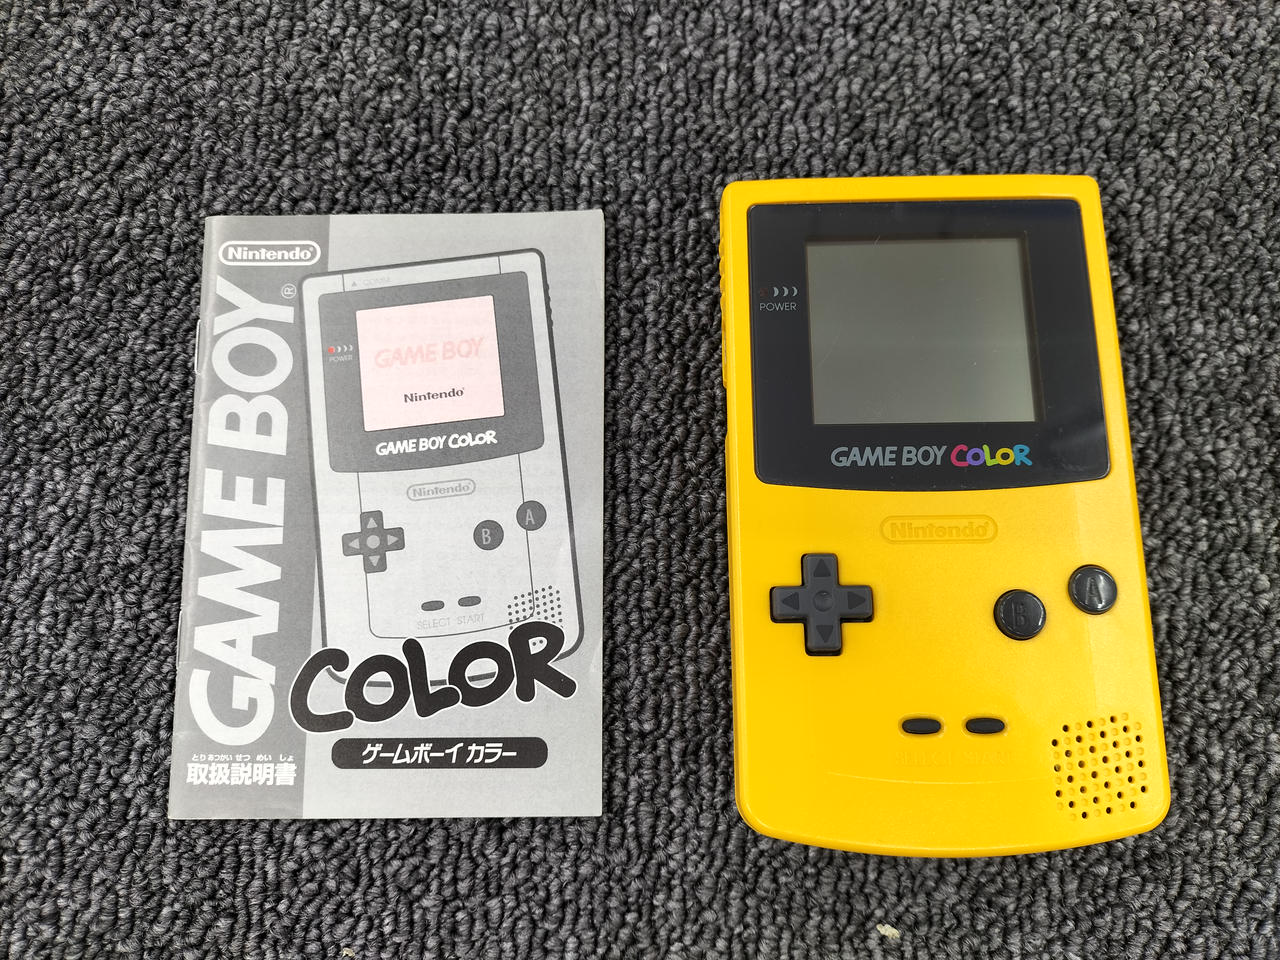 Nintendo®
GAME BOY®
COMM.
POWER
GAME BOY
Nintendo®
GAME BOY COLOR
Nintendo
B A
SELECT START
COLOR
ゲームボーイカラー
とりあつかいせつめいしょ
取扱説明書
POWER
GAME BOY COLOR
Nintendo
B A